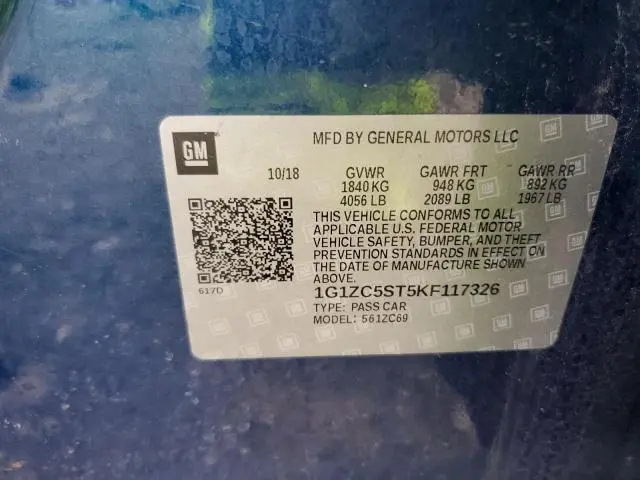 GM
MFD BY GENERAL MOTORS LLC
10/18 GVWR GAWR FRT GAWR RR
1840 KG 948 KG 892 KG
4056 LB 2089 LB 1967 LB
THIS VEHICLE CONFORMS TO ALL
APPLICABLE U.S. FEDERAL MOTOR
VEHICLE SAFETY, BUMPER, AND THEFT
PREVENTION STANDARDS IN EFFECT ON
THE DATE OF MANUFACTURE SHOWN
ABOVE.
617D
1G1ZC5ST5KF117326
TYPE: PASS CAR
MODEL: 561ZC69